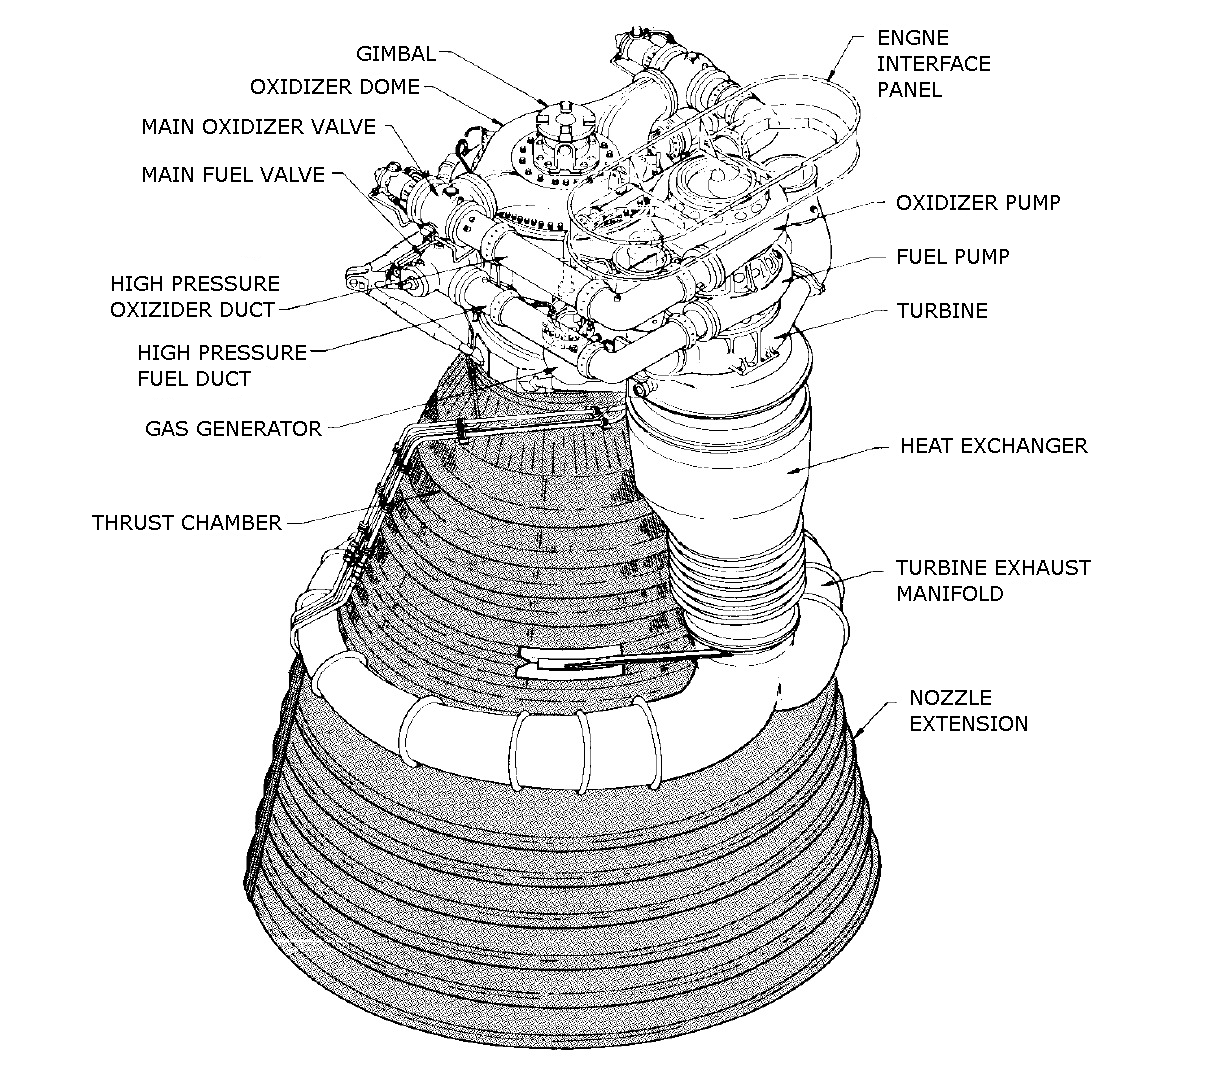 GIMBAL
OXIDIZER DOME
MAIN OXIDIZER VALVE
MAIN FUEL VALVE
HIGH PRESSURE
OXIZIDER DUCT
HIGH PRESSURE
FUEL DUCT
GAS GENERATOR
THRUST CHAMBER
ENGNE
INTERFACE
PANEL
OXIDIZER PUMP
FUEL PUMP
TURBINE
HEAT EXCHANGER
TURBINE EXHAUST
MANIFOLD
NOZZLE
EXTENSION